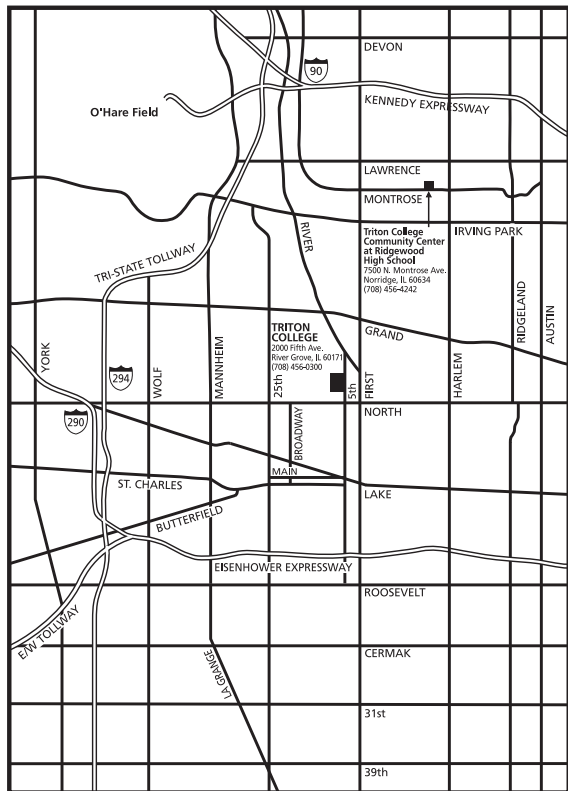 DEVON
90
KENNEDY EXPRESSWAY
O'Hare Field
LAWRENCE
MONTROSE
Triton College
Community Center
at Ridgewood
High School
7500 N. Montrose Ave.
Norridge, IL 60634
(708) 456-4242
IRVING PARK
RIVER
TRI-STATE TOLLWAY
RIDGELAND
AUSTIN
TRITON
COLLEGE
2000 Fifth Ave.
River Grove, IL 60171
(708) 456-0300
GRAND
YORK
294
WOLF
MANNHEIM
25th
5th
FIRST
HARLEM
290
NORTH
BROADWAY
MAIN
ST. CHARLES
LAKE
BUTTERFIELD
EISENHOWER EXPRESSWAY
ROOSEVELT
E/W TOLLWAY
CERMAK
LA GRANGE
31st
39th